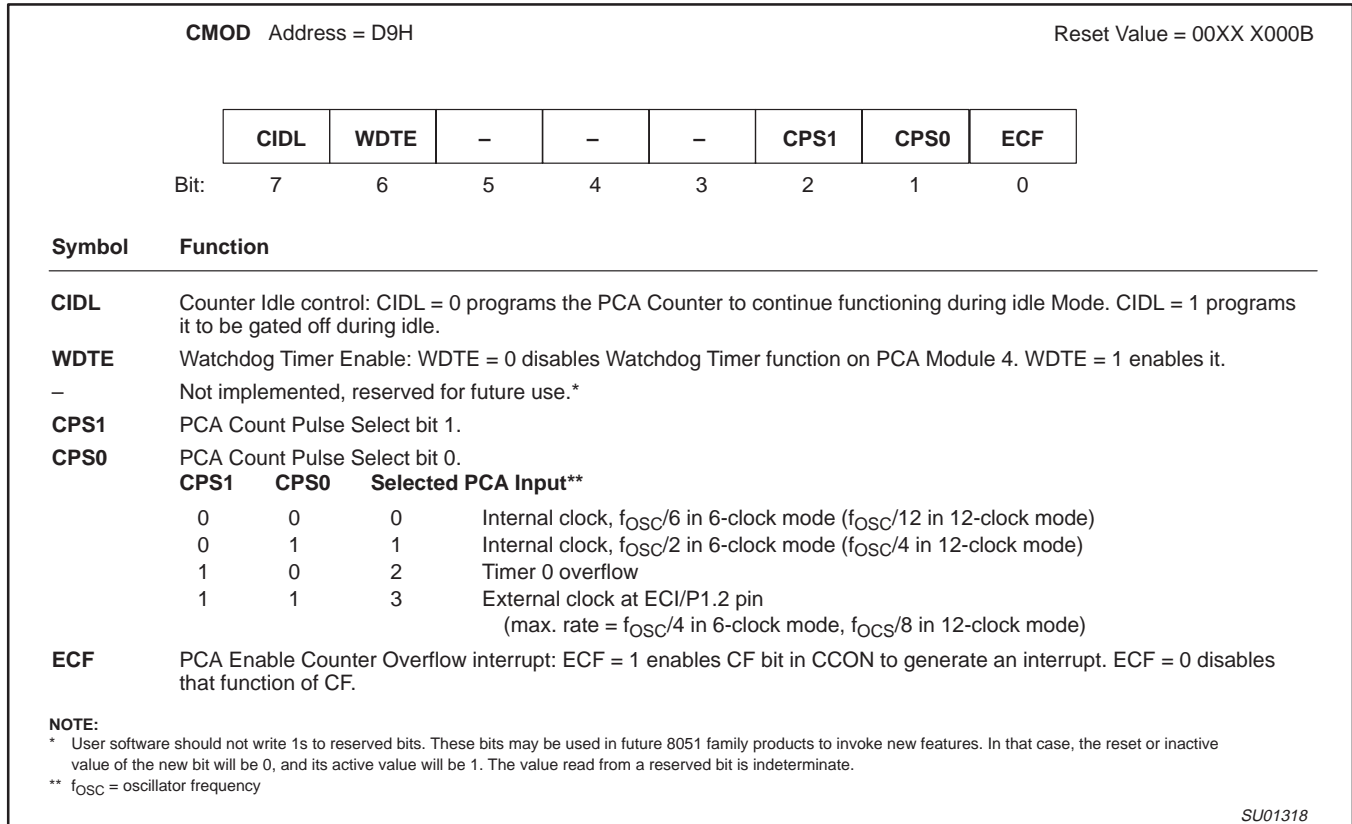 CMOD Address = D9H Reset Value = 00XX X000B
CIDL WDTE – – – CPS1 CPS0 ECF
Bit: 7 6 5 4 3 2 1 0
Symbol Function
CIDL Counter Idle control: CIDL = 0 programs the PCA Counter to continue functioning during idle Mode. CIDL = 1 programs
it to be gated off during idle.
WDTE Watchdog Timer Enable: WDTE = 0 disables Watchdog Timer function on PCA Module 4. WDTE = 1 enables it.
– Not implemented, reserved for future use.*
CPS1 PCA Count Pulse Select bit 1.
CPS0 PCA Count Pulse Select bit 0.
CPS1 CPS0 Selected PCA Input**
0 0 0 Internal clock, fOSC/6 in 6-clock mode (fOSC/12 in 12-clock mode)
0 1 1 Internal clock, fOSC/2 in 6-clock mode (fOSC/4 in 12-clock mode)
1 0 2 Timer 0 overflow
1 1 3 External clock at ECI/P1.2 pin
(max. rate = fOSC/4 in 6-clock mode, fOCS/8 in 12-clock mode)
ECF PCA Enable Counter Overflow interrupt: ECF = 1 enables CF bit in CCON to generate an interrupt. ECF = 0 disables
that function of CF.
NOTE:
* User software should not write 1s to reserved bits. These bits may be used in future 8051 family products to invoke new features. In that case, the reset or inactive
value of the new bit will be 0, and its active value will be 1. The value read from a reserved bit is indeterminate.
** fOSC = oscillator frequency
SU01318